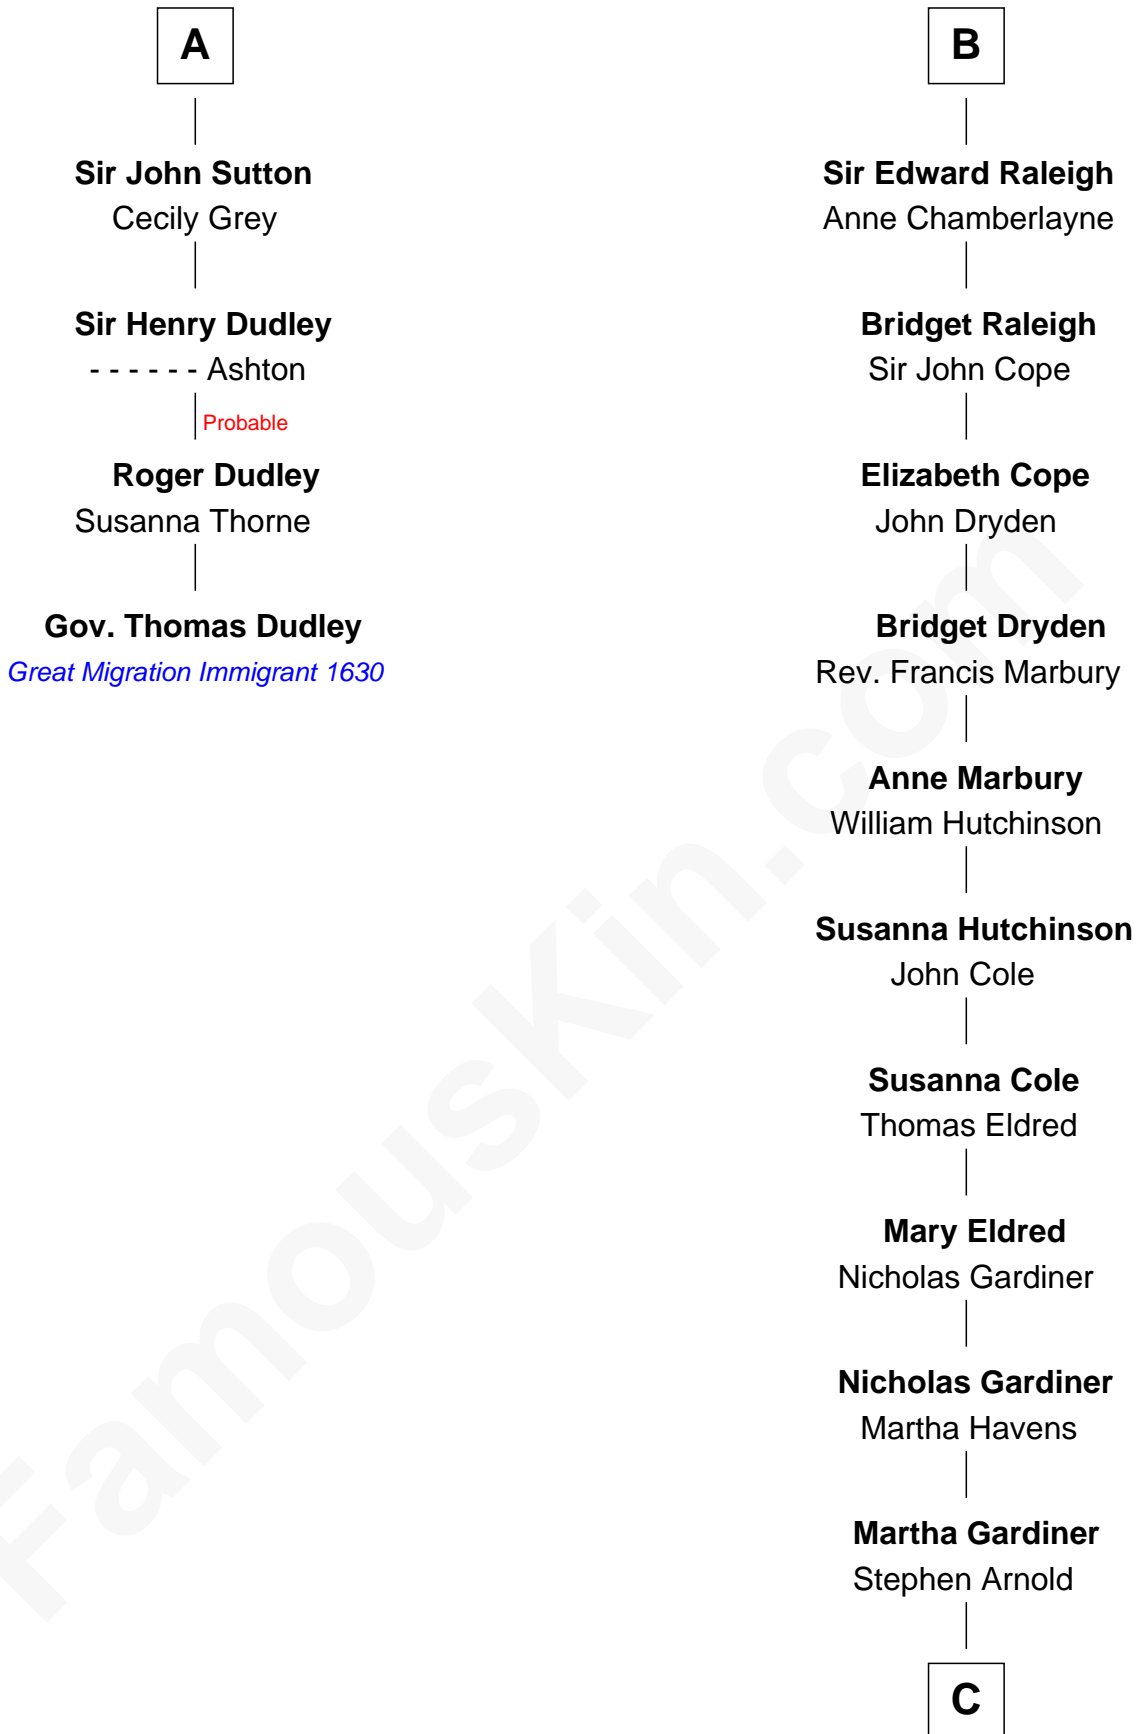 A
Sir John Sutton
Cecily Grey
Sir Henry Dudley
- - - - - - Ashton
Probable
Roger Dudley
Susanna Thorne
Gov. Thomas Dudley
Great Migration Immigrant 1630
B
Sir Edward Raleigh
Anne Chamberlayne
Bridget Raleigh
Sir John Cope
Elizabeth Cope
John Dryden
Bridget Dryden
Rev. Francis Marbury
Anne Marbury
William Hutchinson
Susanna Hutchinson
John Cole
Susanna Cole
Thomas Eldred
Mary Eldred
Nicholas Gardiner
Nicholas Gardiner
Martha Havens
Martha Gardiner
Stephen Arnold
C
FamousKin.com